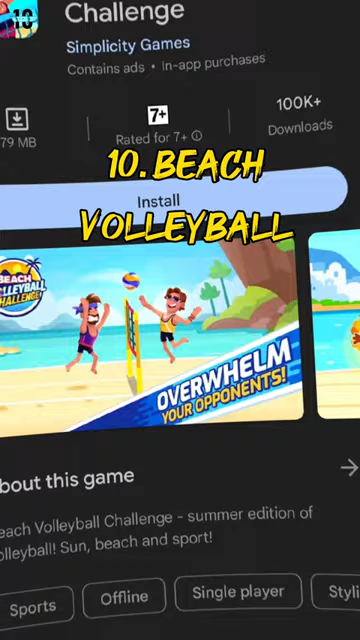 10
Challenge
Simplicity Games
Contains ads • In-app purchases
79 MB
7+
Rated for 7+
100K+
Downloads
10. BEACH
Install
VOLLEYBALL
BEACH
VOLLEYBALL
CHALLENGE
OVERWHELM
YOUR OPPONENTS!
bout this game
each Volleyball Challenge - summer edition of
olleyball! Sun, beach and sport!
Sports
Offline
Single player
Styli